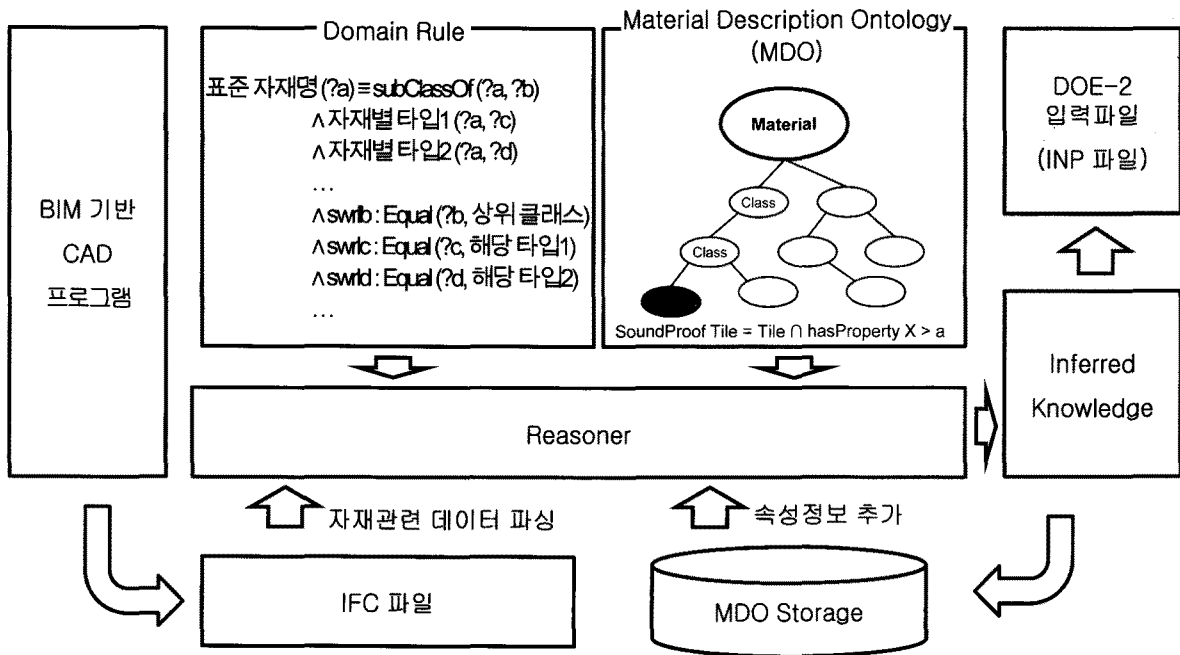 BIM 기반
CAD
프로그램
Domain Rule
표준 자재명 (?a) ≡ subClassOf (?a, ?b)
∧ 자재별 타입1 (?a, ?c)
∧ 자재별 타입2 (?a, ?d)
...
∧ swrlb : Equal (?b, 상위 클래스)
∧ swrlc : Equal (?c, 해당 타입1)
∧ swrld : Equal (?d, 해당 타입2)
...
Material Description Ontology
(MDO)
Material
Class
Class
SoundProof Tile = Tile ∩ hasProperty X > a
DOE-2
입력파일
(INP 파일)
Reasoner
Inferred
Knowledge
자재관련 데이터 파싱
속성정보 추가
IFC 파일
MDO Storage